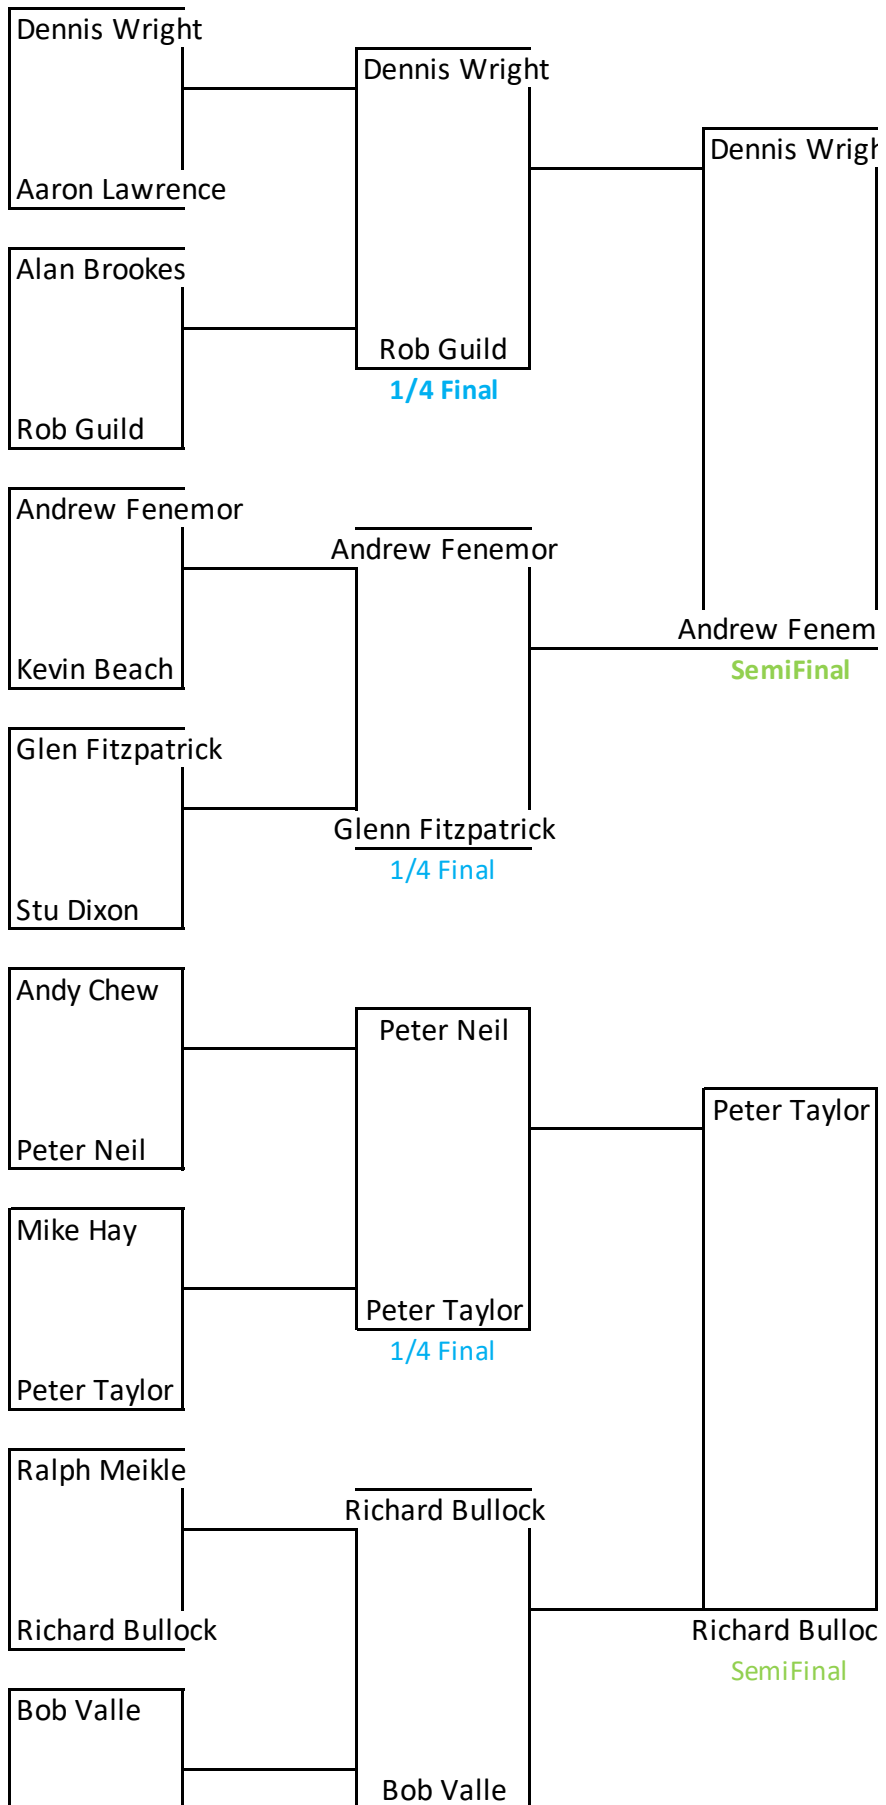 Dennis Wright
Aaron Lawrence
Alan Brookes
Rob Guild
Andrew Fenemor
Kevin Beach
Glen Fitzpatrick
Stu Dixon
Andy Chew
Peter Neil
Mike Hay
Peter Taylor
Ralph Meikle
Richard Bullock
Bob Valle
Dennis Wright
Rob Guild
1/4 Final
Andrew Fenemor
Glenn Fitzpatrick
1/4 Final
Peter Neil
Peter Taylor
1/4 Final
Richard Bullock
Bob Valle
Dennis Wrigh
Andrew Fenem
SemiFinal
Peter Taylor
Richard Bulloc
SemiFinal